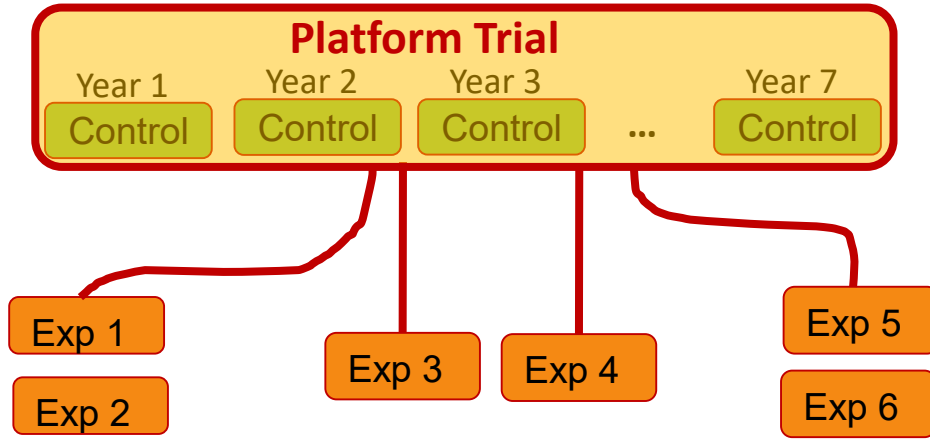 Platform Trial
Year 1 Year 2 Year 3 Year 7
Control Control Control ... Control
Exp 1
Exp 2
Exp 3
Exp 4
Exp 5
Exp 6